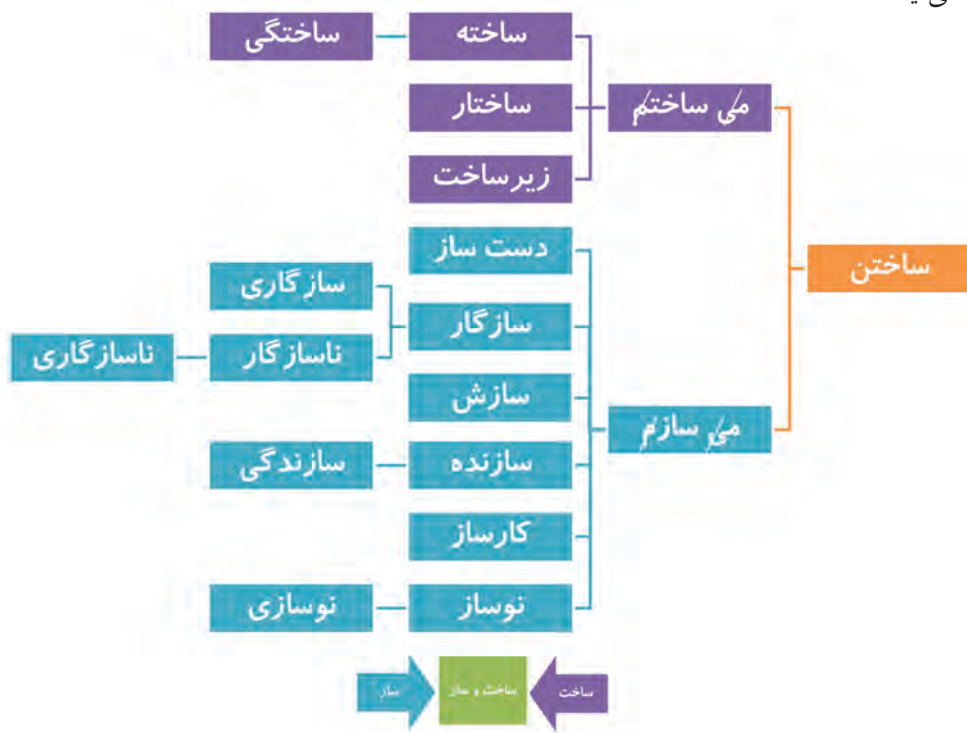 ساخته
ساختگی
می ساختم
ساختار
زیرساخت
ساختن
دست ساز
سازگار
سازگاری
ناسازگار
ناسازگاری
سازش
می سازم
سازنده
سازندگی
کارساز
نوساز
نوسازی
ساخت
ساخت و ساز
ساز